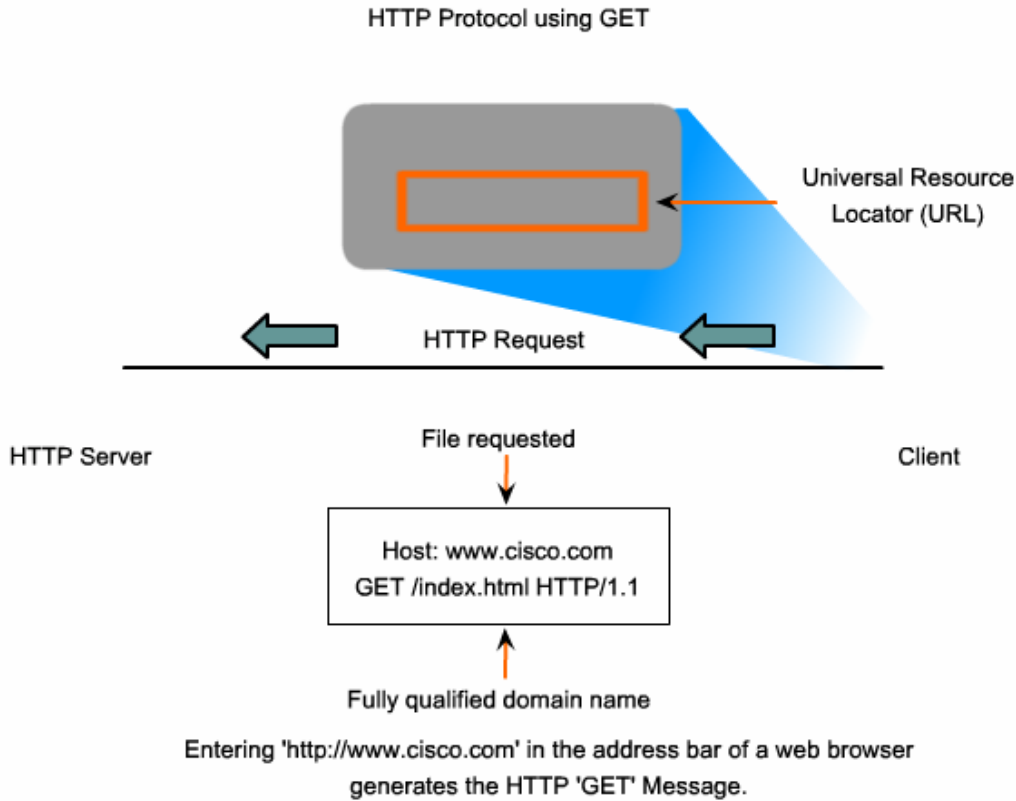 HTTP Protocol using GET
Universal Resource
Locator (URL)
HTTP Request
HTTP Server
File requested
Client
Host: www.cisco.com
GET /index.html HTTP/1.1
Fully qualified domain name
Entering 'http://www.cisco.com' in the address bar of a web browser
generates the HTTP 'GET' Message.